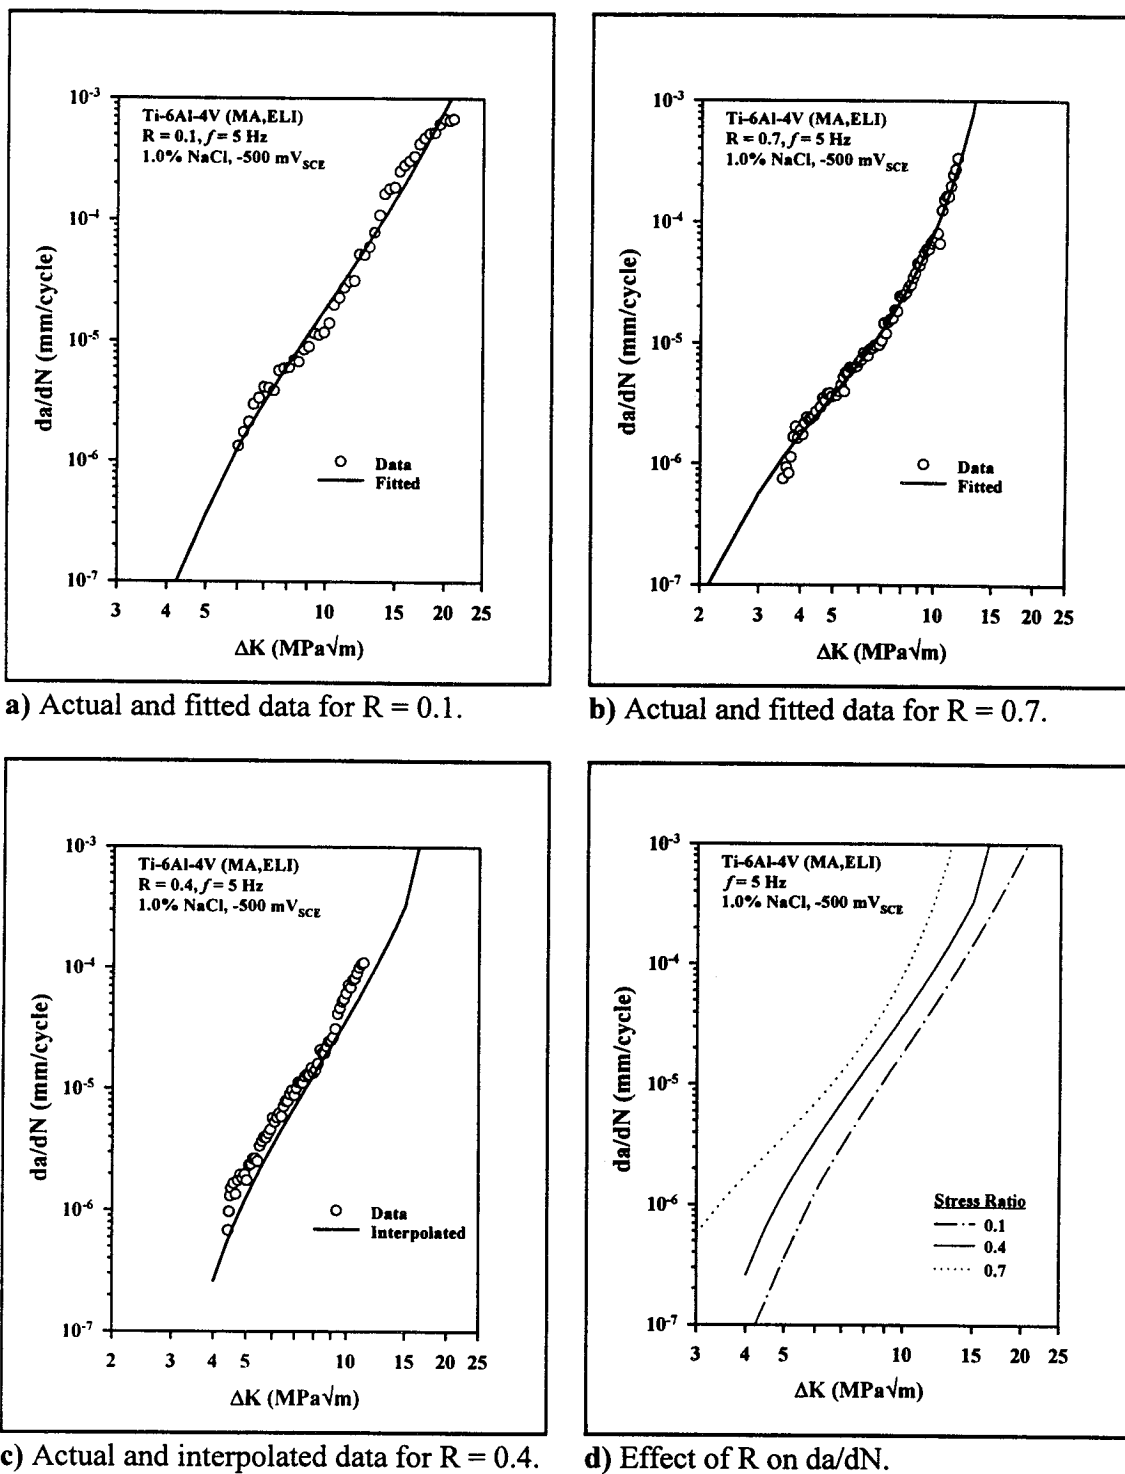 10⁻³
10⁻⁴
10⁻⁵
10⁻⁶
10⁻⁷
da/dN (mm/cycle)
Ti-6Al-4V (MA,ELI)
R = 0.1, f = 5 Hz
1.0% NaCl, -500 mV_SCE
Data
Fitted
3 4 5 10 15 20 25
ΔK (MPa√m)
a) Actual and fitted data for R = 0.1.
10⁻³
10⁻⁴
10⁻⁵
10⁻⁶
10⁻⁷
da/dN (mm/cycle)
Ti-6Al-4V (MA,ELI)
R = 0.7, f = 5 Hz
1.0% NaCl, -500 mV_SCE
Data
Fitted
2 3 4 5 10 15 20 25
ΔK (MPa√m)
b) Actual and fitted data for R = 0.7.
10⁻³
10⁻⁴
10⁻⁵
10⁻⁶
10⁻⁷
da/dN (mm/cycle)
Ti-6Al-4V (MA,ELI)
R = 0.4, f = 5 Hz
1.0% NaCl, -500 mV_SCE
Data
Interpolated
2 3 4 5 10 15 20 25
ΔK (MPa√m)
c) Actual and interpolated data for R = 0.4.
10⁻³
10⁻⁴
10⁻⁵
10⁻⁶
10⁻⁷
da/dN (mm/cycle)
Ti-6Al-4V (MA,ELI)
f = 5 Hz
1.0% NaCl, -500 mV_SCE
Stress Ratio
0.1
0.4
0.7
3 4 5 10 15 20 25
ΔK (MPa√m)
d) Effect of R on da/dN.